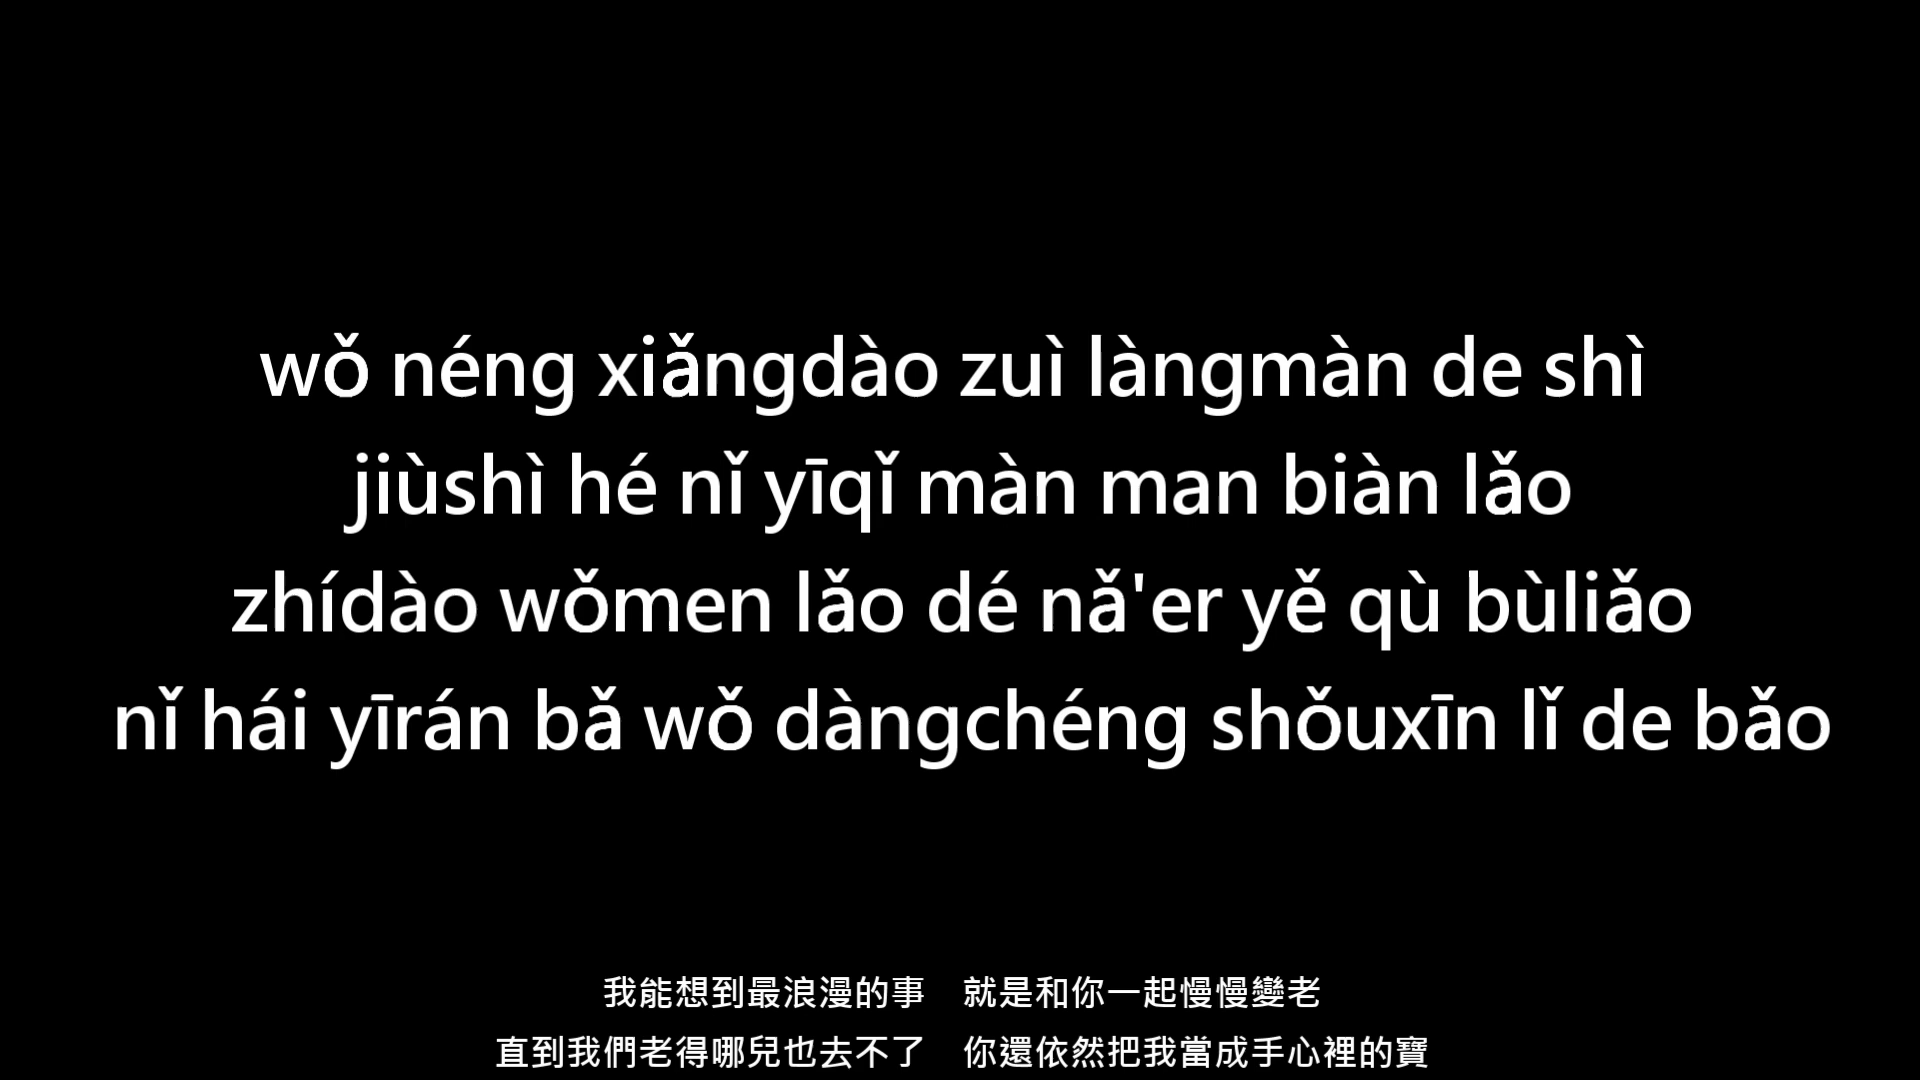 wǒ néng xiǎngdào zuì làngmàn de shì
jiùshì hé nǐ yīqǐ màn man biàn lǎo
zhídào wǒmen lǎo dé nǎ'er yě qù bùliǎo
nǐ hái yīrán bǎ wǒ dàngchéng shǒuxīn lǐ de bǎo
我能想到最浪漫的事　就是和你一起慢慢變老
直到我們老得哪兒也去不了　你還依然把我當成手心裡的寶